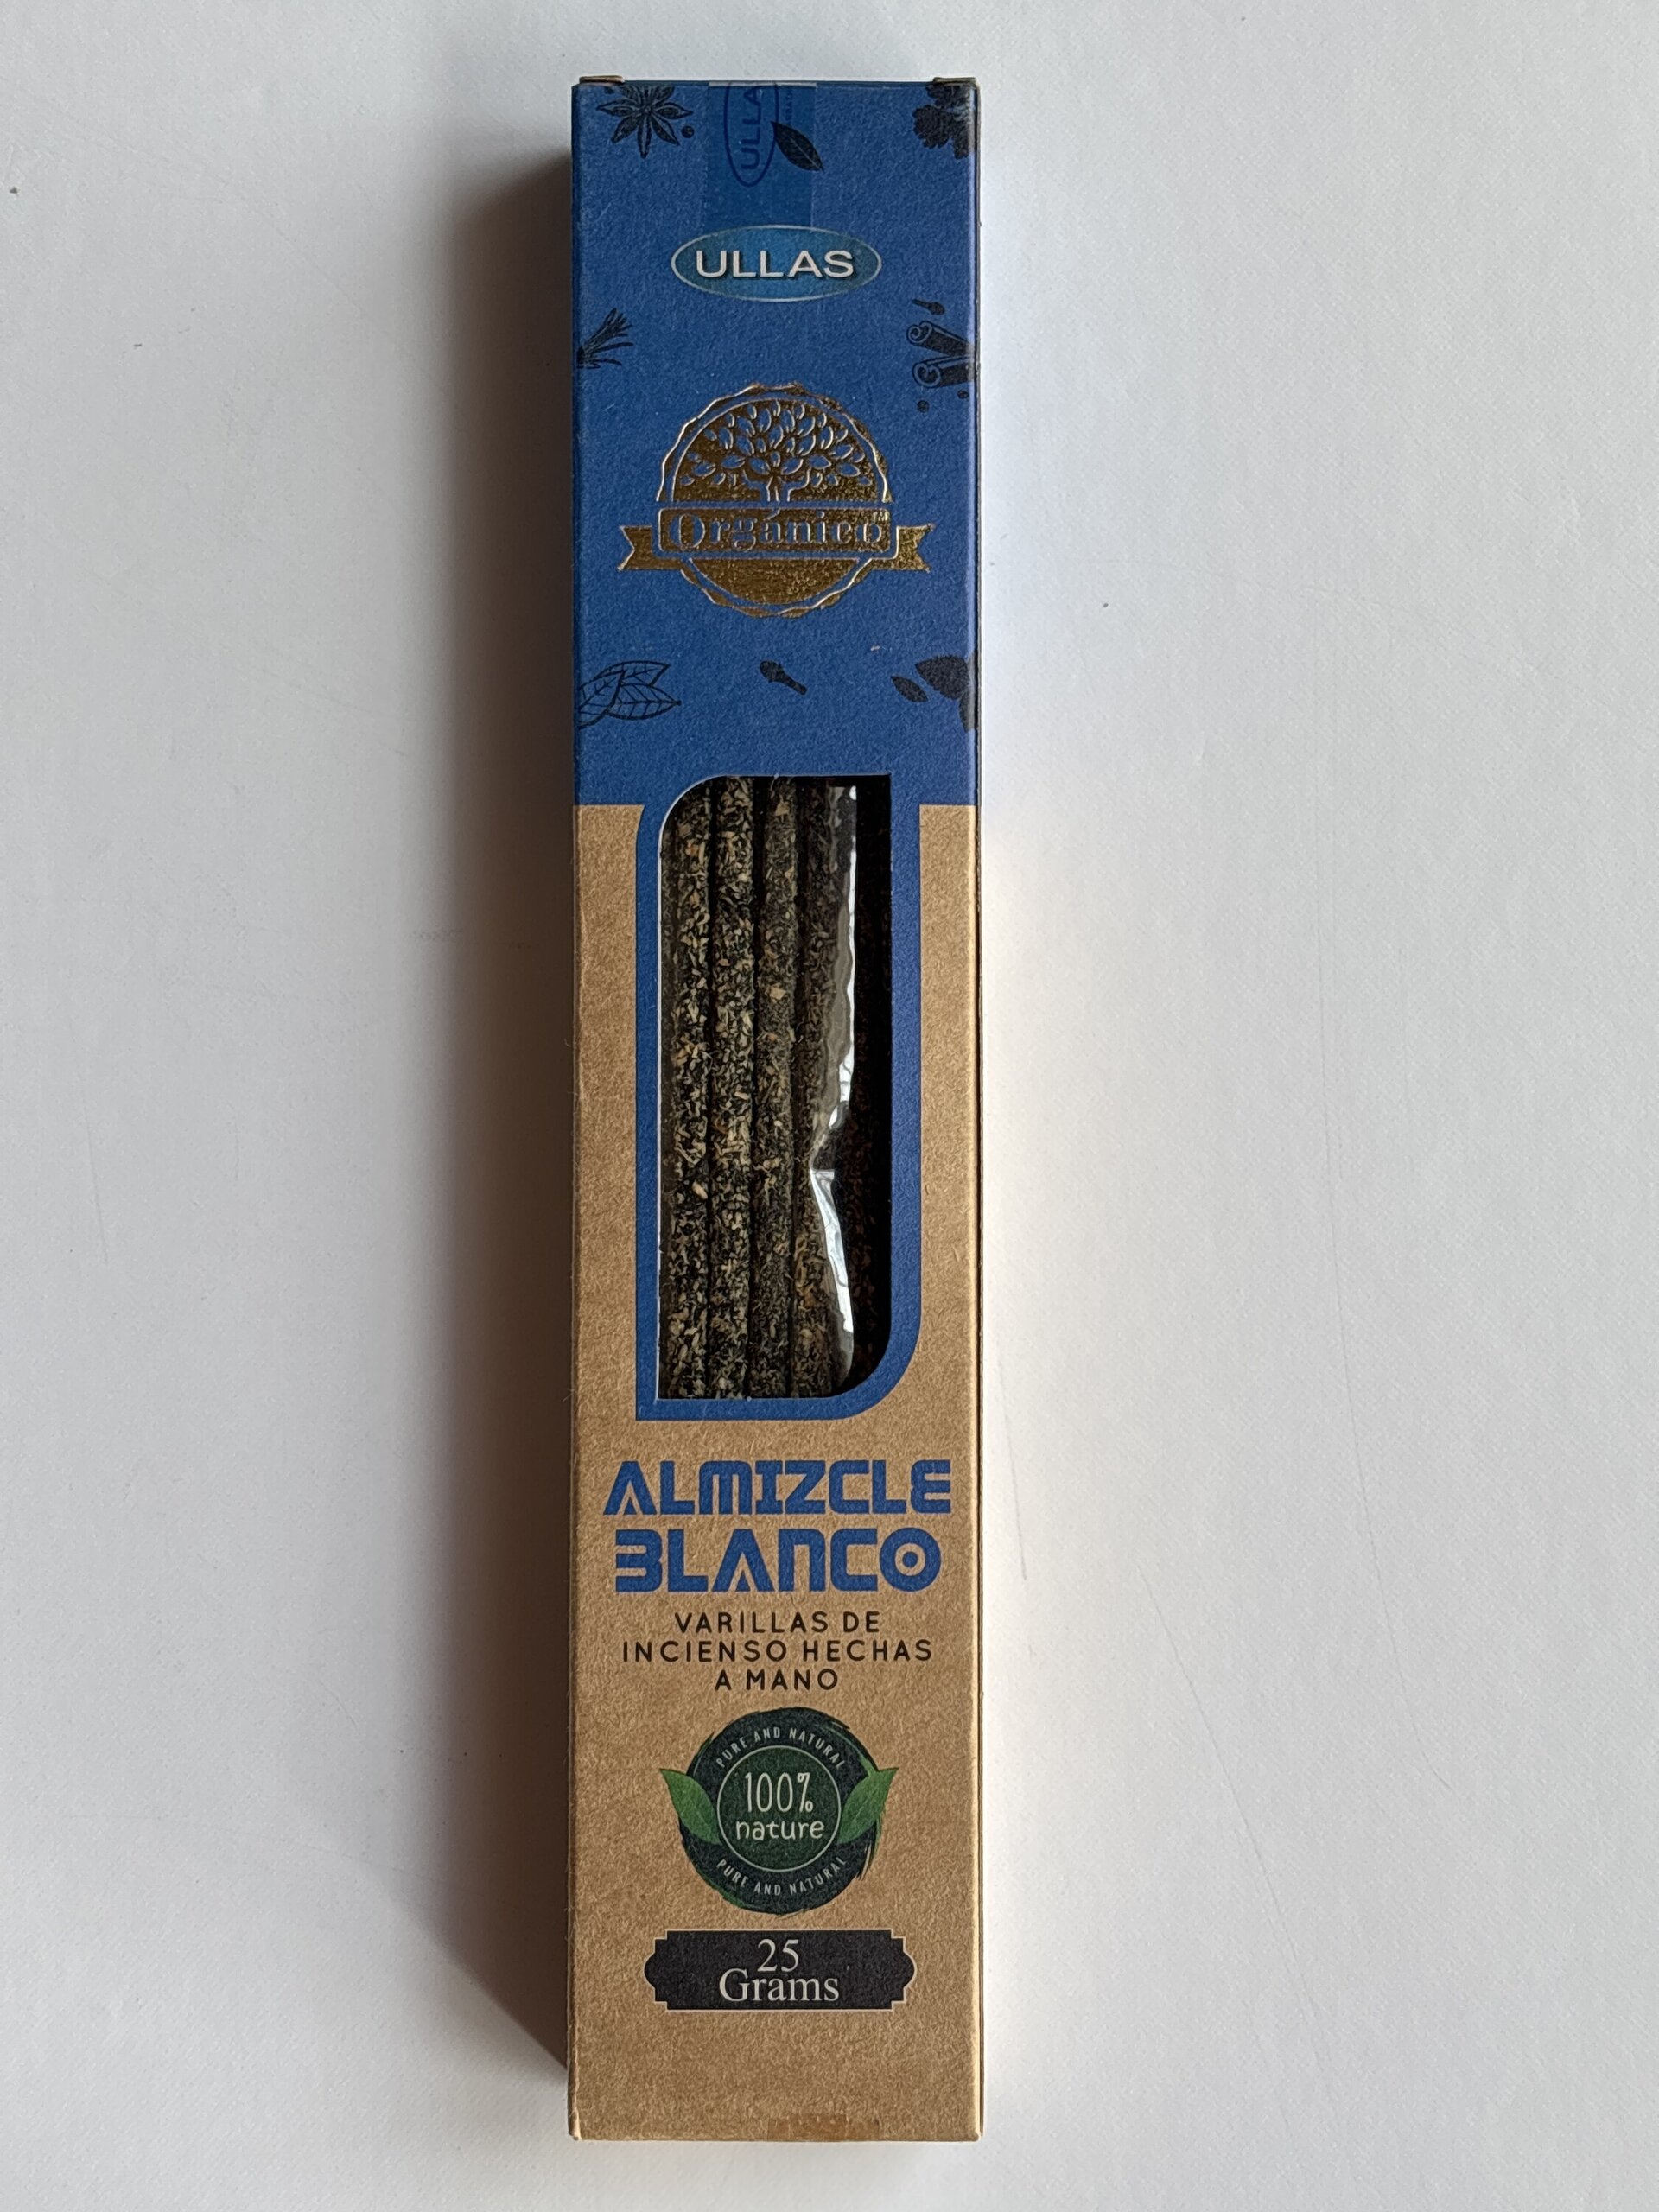 ULLA
ULLAS
Orgánico
ALMIZCLE
BLANCO
VARILLAS DE
INCIENSO HECHAS
A MANO
PURE AND NATURAL
100%
nature
PURE AND NATURAL
25
Grams